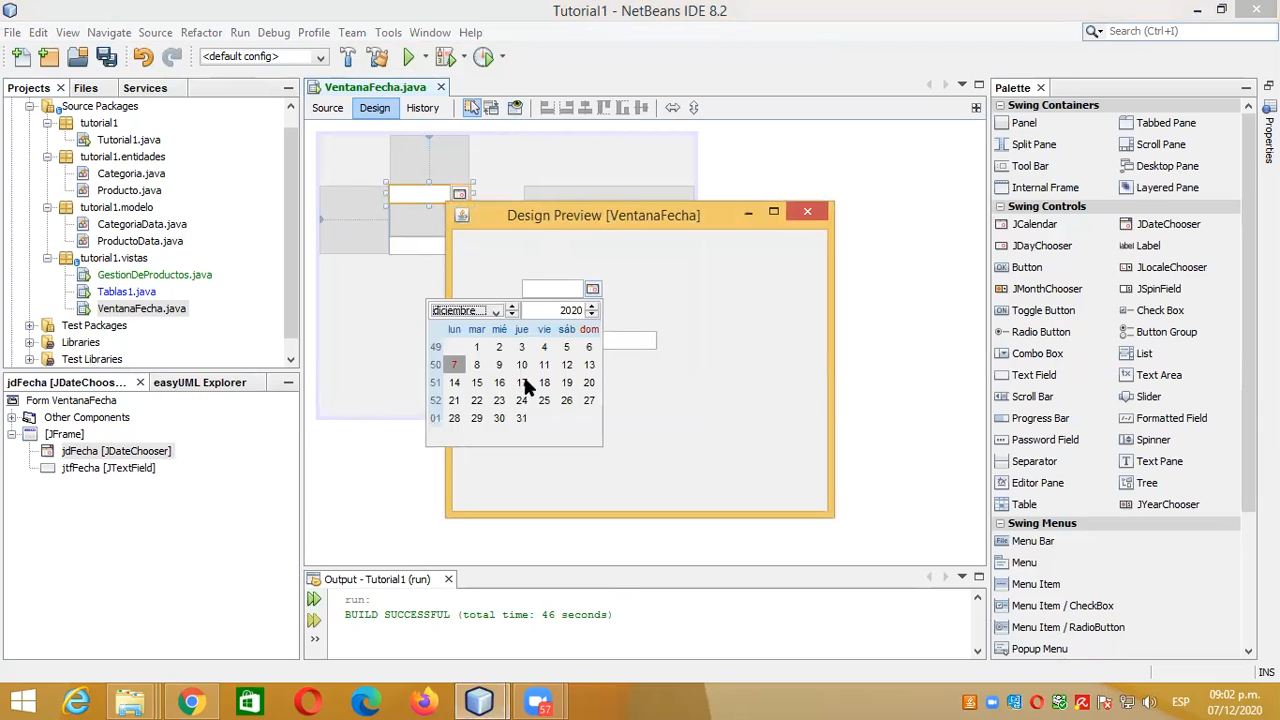 Tutorial1 - NetBeans IDE 8.2
File Edit View Navigate Source Refactor Run Debug Profile Team Tools Window Help
Search (Ctrl+I)
<default config>
Projects Files Services
Source Packages
tutorial1
Tutorial1.java
tutorial1.entidades
Categoria.java
Producto.java
tutorial1.modelo
CategoriaData.java
ProductoData.java
tutorial1.vistas
GestionDeProductos.java
Tablas1.java
VentanaFecha.java
Test Packages
Libraries
Test Libraries
jdFecha [JDateChoos... easyUML Explorer
Form VentanaFecha
Other Components
[JFrame]
jdFecha [JDateChooser]
jtfFecha [JTextField]
VentanaFecha.java
Source Design History
Design Preview [VentanaFecha]
diciembre 2020
lun mar mié jue vie sáb dom
49 1 2 3 4 5 6
50 7 8 9 10 11 12 13
51 14 15 16 17 18 19 20
52 21 22 23 24 25 26 27
01 28 29 30 31
Output - Tutorial1 (run)
run:
BUILD SUCCESSFUL (total time: 46 seconds)
Palette
Swing Containers
Panel Tabbed Pane
Split Pane Scroll Pane
Tool Bar Desktop Pane
Internal Frame Layered Pane
Swing Controls
JCalendar JDateChooser
JDayChooser Label
Button JLocaleChooser
JMonthChooser JSpinField
Toggle Button Check Box
Radio Button Button Group
Combo Box List
Text Field Text Area
Scroll Bar Slider
Progress Bar Formatted Field
Password Field Spinner
Separator Text Pane
Editor Pane Tree
Table JYearChooser
Swing Menus
Menu Bar
Menu
Menu Item
Menu Item / CheckBox
Menu Item / RadioButton
Popup Menu
Properties
INS
57
ESP
09:02 p.m.
07/12/2020